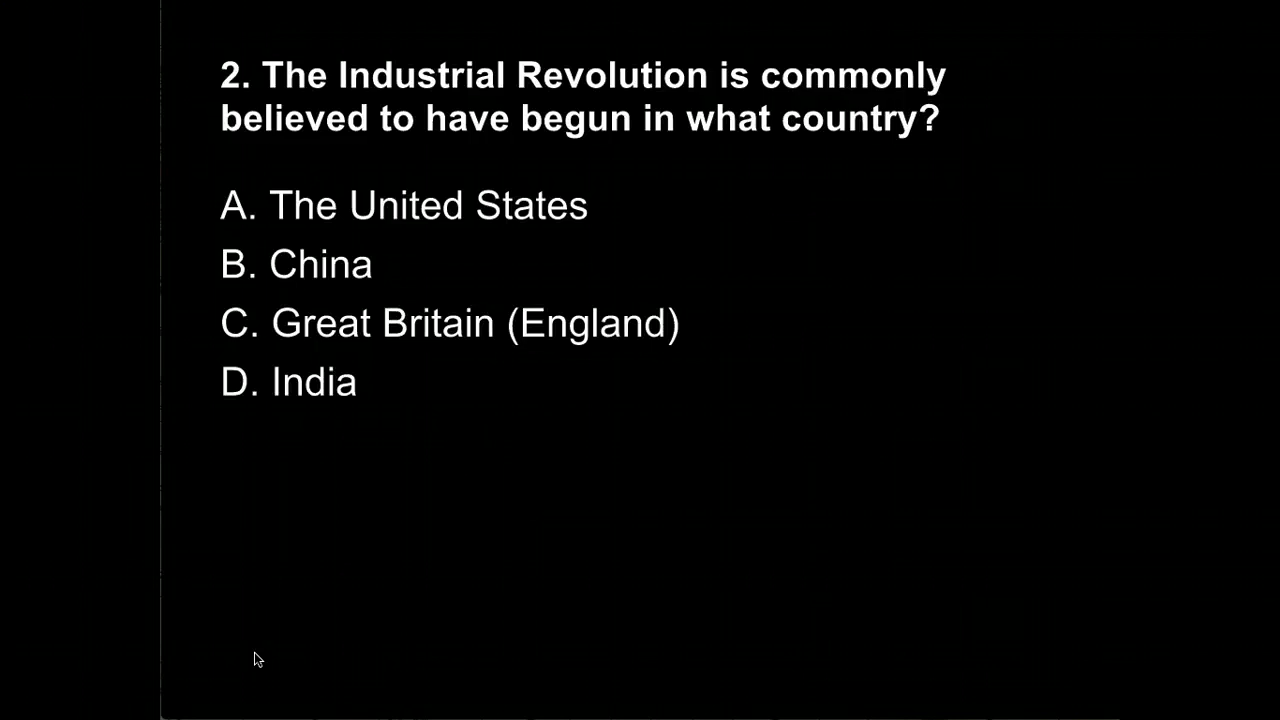 2. The Industrial Revolution is commonly
believed to have begun in what country?
A. The United States
B. China
C. Great Britain (England)
D. India